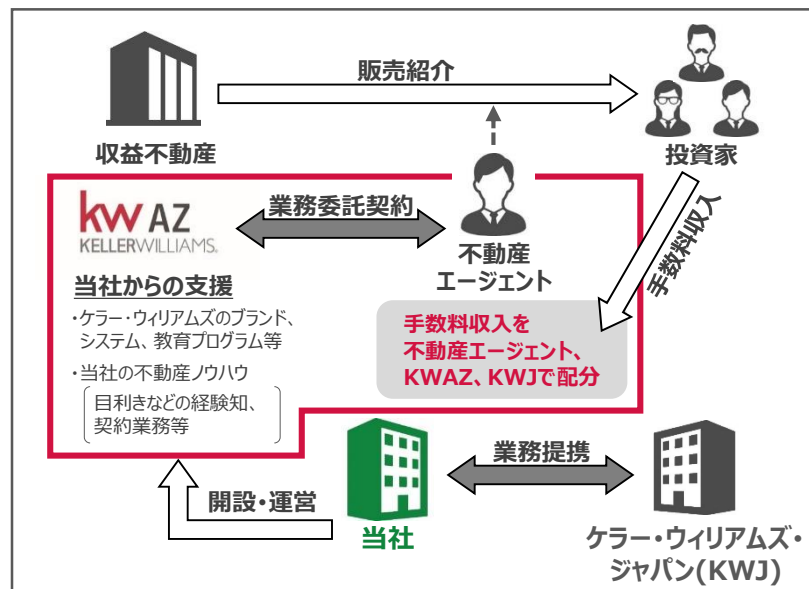 販売紹介
収益不動産
投資家
kw AZ
KELLERWILLIAMS.
業務委託契約
不動産
エージェント
手数料収入
当社からの支援
・ケラー・ウィリアムズのブランド、
システム、教育プログラム等
・当社の不動産ノウハウ
目利きなどの経験知、
契約業務等
手数料収入を
不動産エージェント、
KWAZ、KWJで配分
開設・運営
当社
業務提携
ケラー・ウィリアムズ・
ジャパン(KWJ)